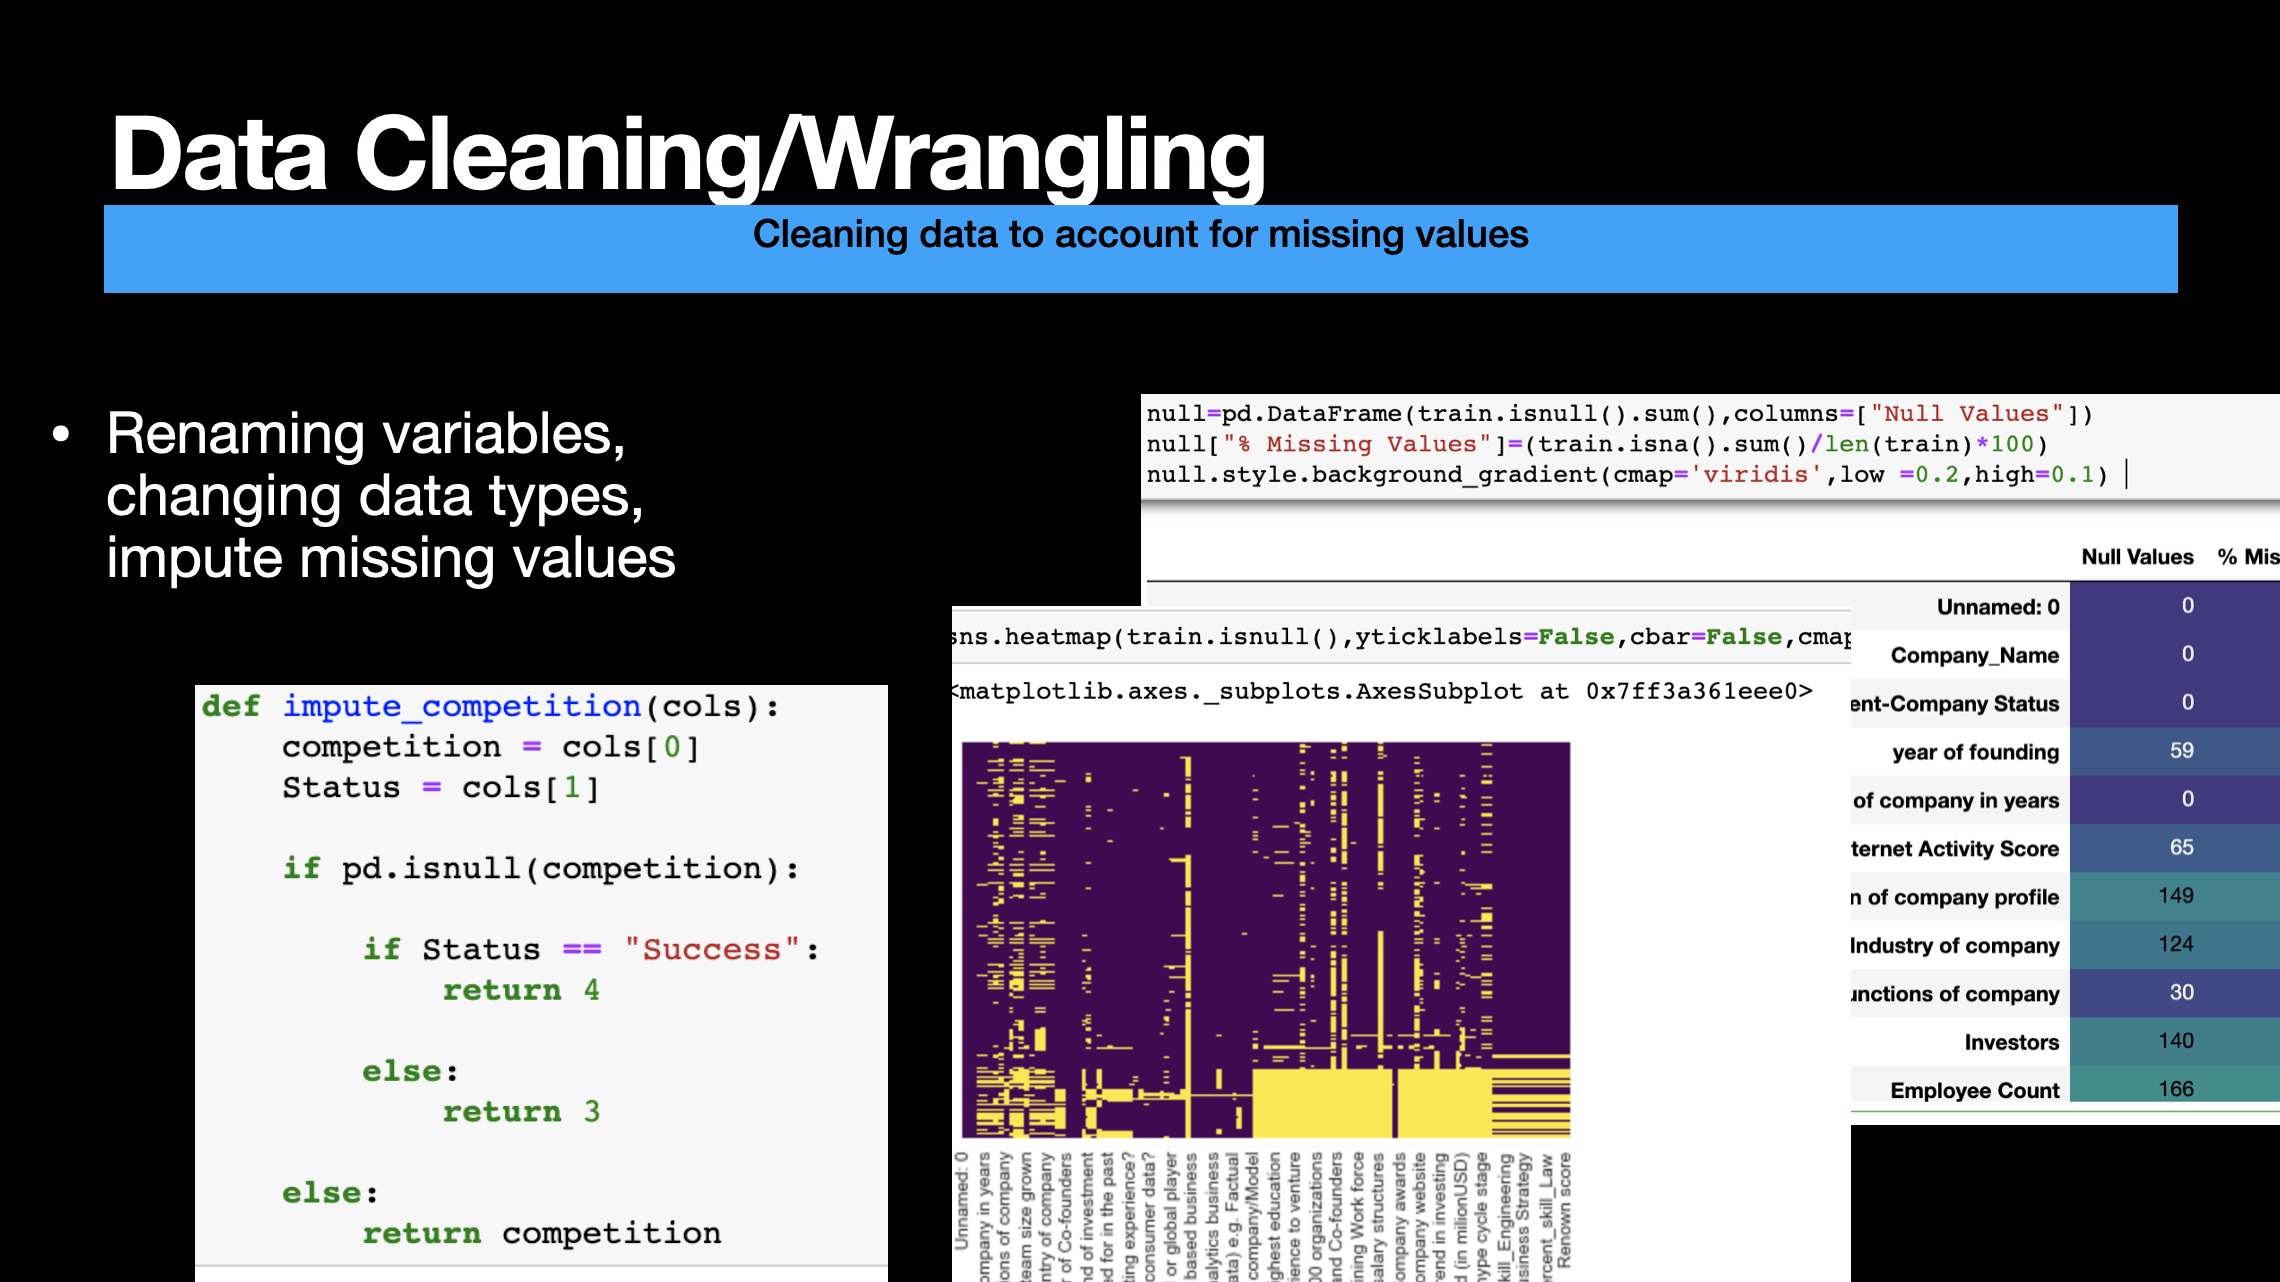 Data Cleaning/Wrangling
Cleaning data to account for missing values
• Renaming variables,
changing data types,
impute missing values
def impute_competition(cols):
competition = cols[0]
Status = cols[1]
if pd.isnull(competition):
if Status == "Success":
return 4
else:
return 3
else:
return competition
null=pd.DataFrame(train.isnull().sum(),columns=["Null Values"])
null["% Missing Values"]=(train.isna().sum()/len(train)*100)
null.style.background_gradient(cmap='viridis',low =0.2,high=0.1)
Null Values % Mis
Unnamed: 0 0
Company_Name 0
ent-Company Status 0
year of founding 59
of company in years 0
ternet Activity Score 65
n of company profile 149
Industry of company 124
unctions of company 30
Investors 140
Employee Count 166
sns.heatmap(train.isnull(),yticklabels=False,cbar=False,cmap
<matplotlib.axes._subplots.AxesSubplot at 0x7ff3a361eee0>
Unnamed: 0
ompany in years
ions of company
team size grown
ntry of company
r of Co-founders
nd of investment
ed for in the past
ting experience?
consumer data?
l or global player
based business
alytics business
ata) e.g. Factual
company/Model
ghest education
ience to venture
00 organizations
and Co-founders
ining Work force
salary structures
ompany awards
ompany website
rend in investing
d (in millionUSD)
hype cycle stage
kill_Engineering
usiness Strategy
ercent_skill_Law
Renown score